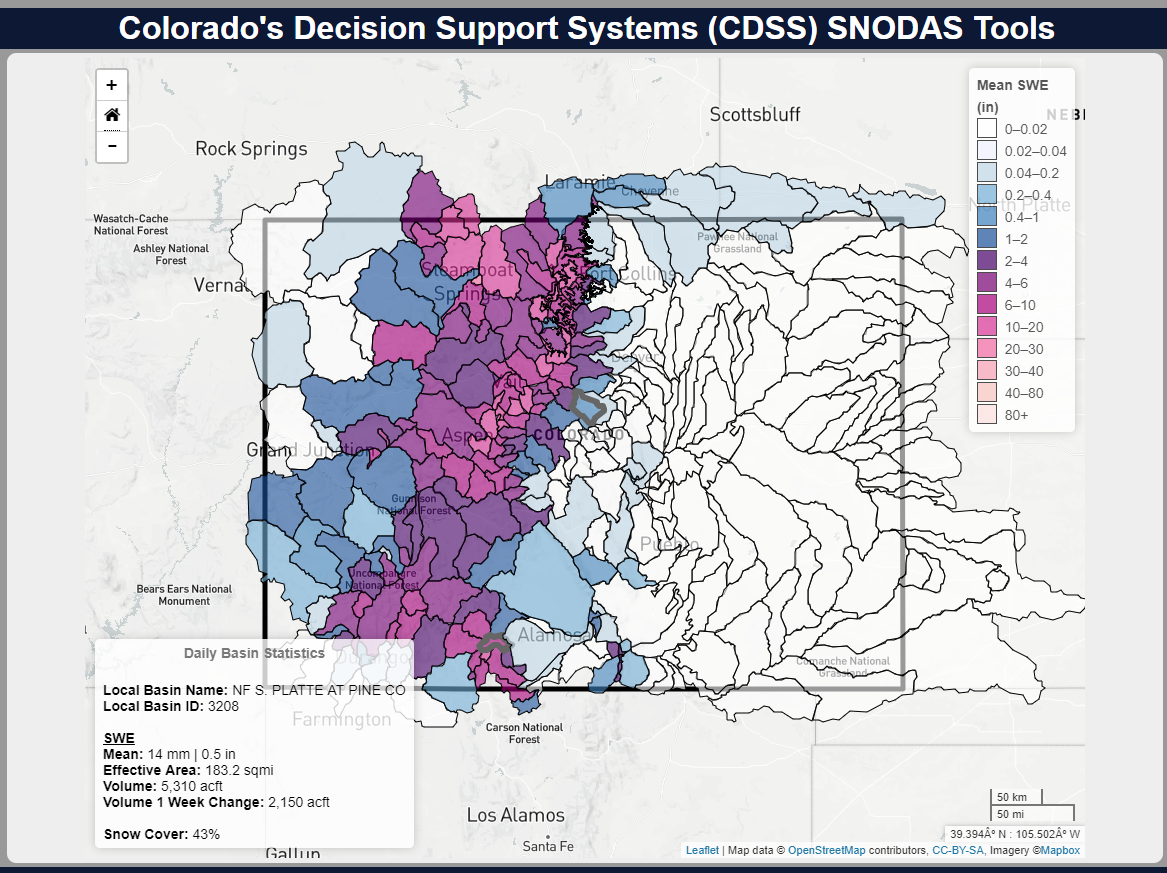 Colorado's Decision Support Systems (CDSS) SNODAS Tools
+
−
Mean SWE
(in)
0–0.02
0.02–0.04
0.04–0.2
0.2–0.4
0.4–1
1–2
2–4
4–6
6–10
10–20
20–30
30–40
40–80
80+
NEB
Scottsbluff
Rock Springs
Laramie
Cheyenne
North Platte
Wasatch-Cache
National Forest
Ashley National
Forest
Pawnee National
Grassland
Vernal
Steamboat
Springs
Fort Collins
Denver
Vail
Aspen
COLORADO
Grand Junction
Gunnison
National Forest
Pueblo
Uncompahgre
National Forest
Bears Ears National
Monument
Alamosa
Durango
Comanche National
Grassland
Farmington
Carson National
Forest
Los Alamos
Santa Fe
Gallup
Daily Basin Statistics
Local Basin Name: NF S. PLATTE AT PINE CO
Local Basin ID: 3208
SWE
Mean: 14 mm | 0.5 in
Effective Area: 183.2 sqmi
Volume: 5,310 acft
Volume 1 Week Change: 2,150 acft
Snow Cover: 43%
50 km
50 mi
39.394Âº N : 105.502Âº W
Leaflet | Map data © OpenStreetMap contributors, CC-BY-SA, Imagery ©Mapbox